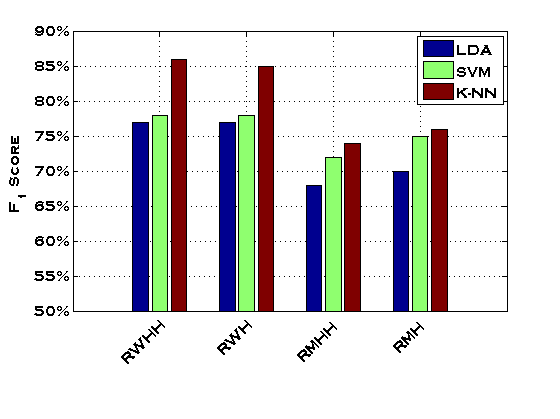 90%
85%
80%
75%
70%
65%
60%
55%
50%
F1 Score
LDA
SVM
K-NN
RWHH
RWH
RMHH
RMH